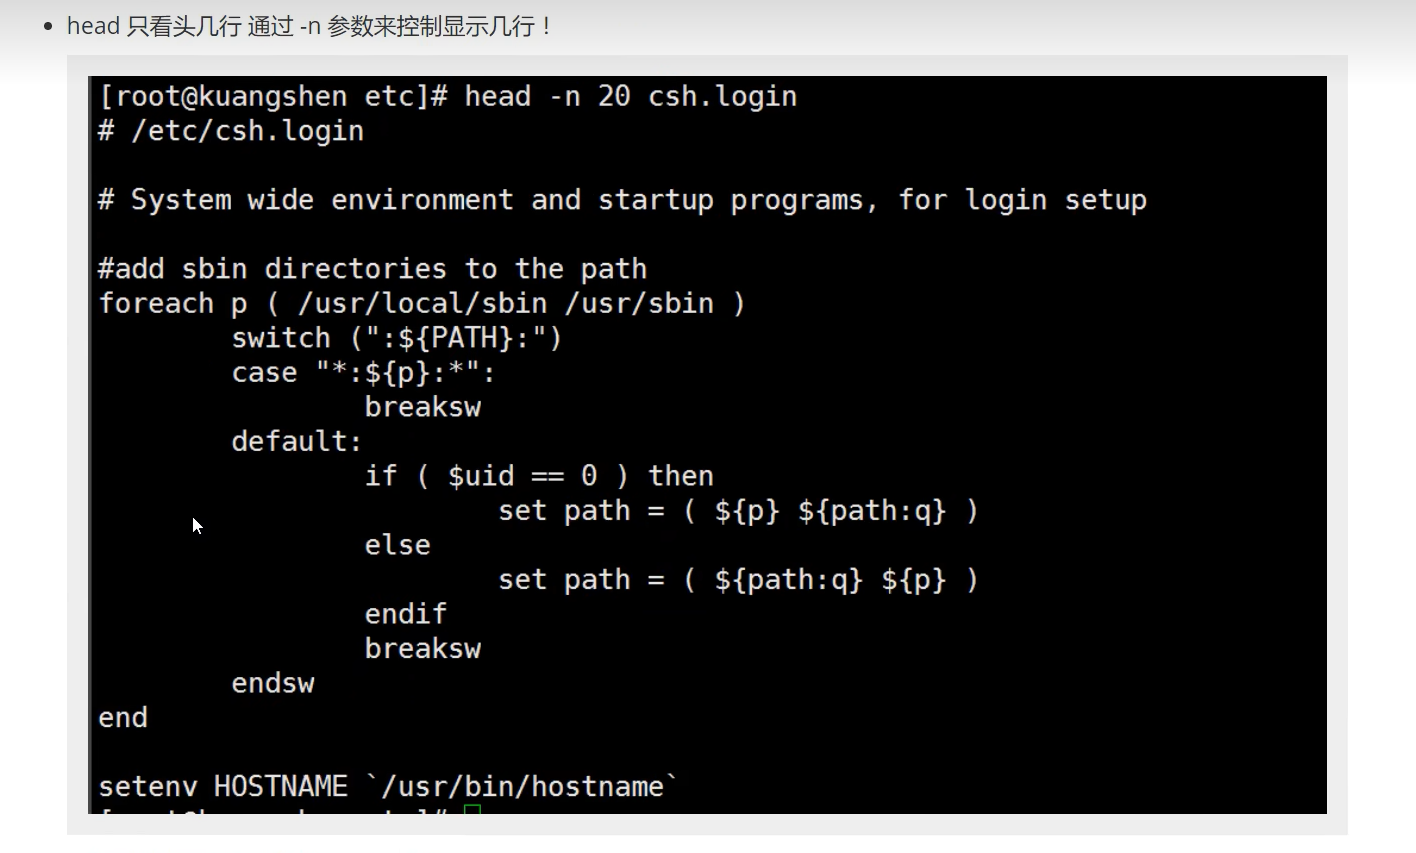 head 只看头几行 通过 -n 参数来控制显示几行！
[root@kuangshen etc]# head -n 20 csh.login
# /etc/csh.login
# System wide environment and startup programs, for login setup
#add sbin directories to the path
foreach p ( /usr/local/sbin /usr/sbin )
switch (":${PATH}:")
case "*:${p}:*":
breaksw
default:
if ( $uid == 0 ) then
set path = ( ${p} ${path:q} )
else
set path = ( ${path:q} ${p} )
endif
breaksw
endsw
end
setenv HOSTNAME `/usr/bin/hostname`